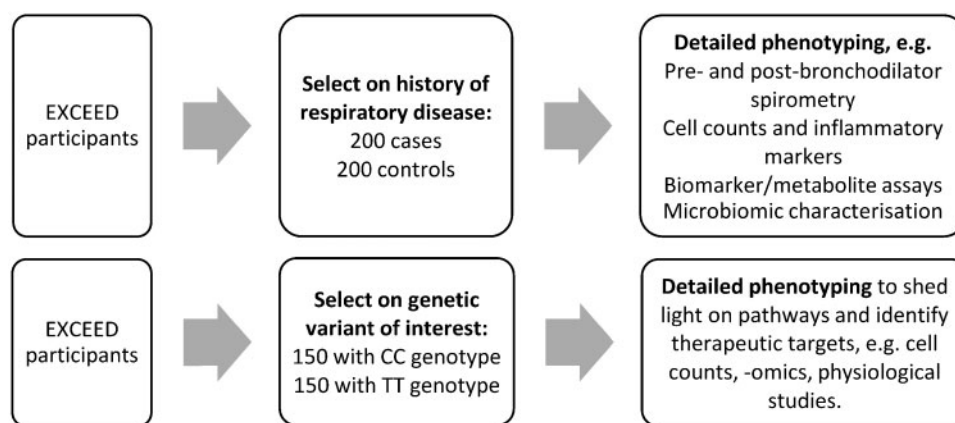 EXCEED
participants
Select on history of
respiratory disease:
200 cases
200 controls
Detailed phenotyping, e.g.
Pre- and post-bronchodilator
spirometry
Cell counts and inflammatory
markers
Biomarker/metabolite assays
Microbiomic characterisation
EXCEED
participants
Select on genetic
variant of interest:
150 with CC genotype
150 with TT genotype
Detailed phenotyping to shed
light on pathways and identify
therapeutic targets, e.g. cell
counts, -omics, physiological
studies.